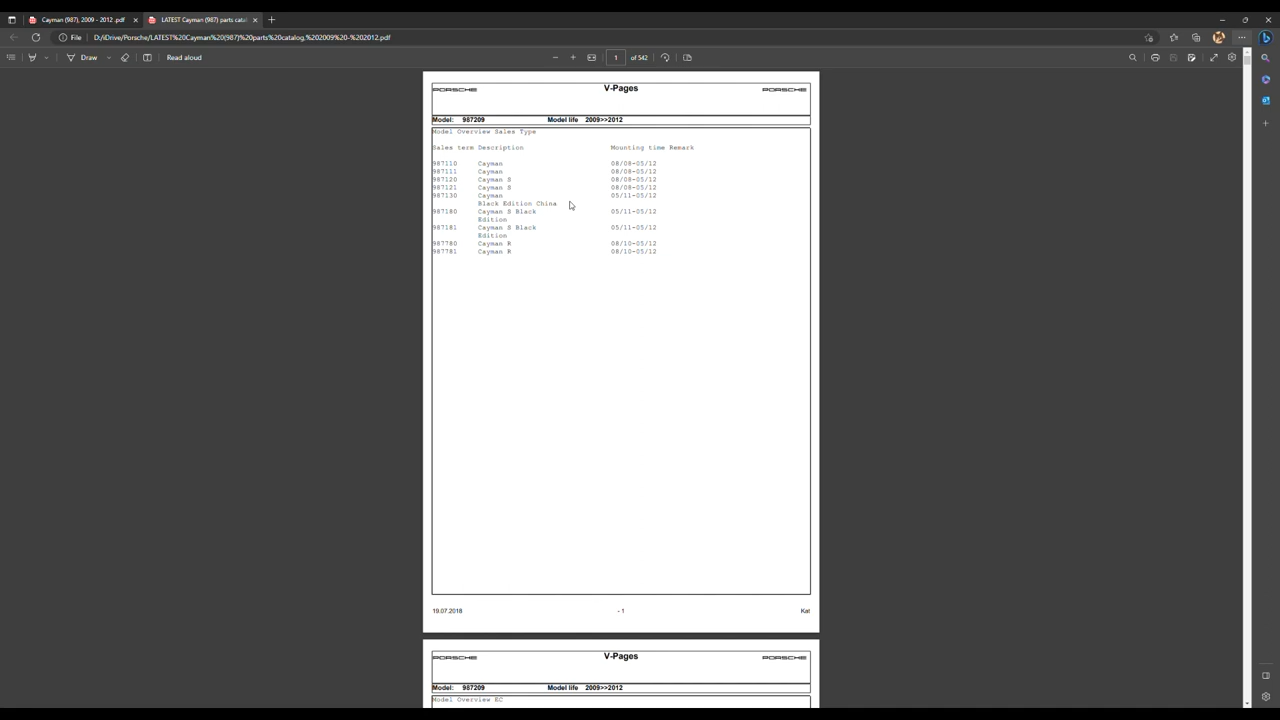 Cayman (987), 2009 - 2012 .pdf
LATEST Cayman (987) parts catal
File D:/iDrive/Porsche/LATEST%20Cayman%20(987)%20parts%20catalog,%202009%20-%202012.pdf
Draw
Read aloud
1 of 542
PORSCHE V-Pages PORSCHE
Model: 987209 Model life 2009>>2012
Model Overview Sales Type
Sales term Description Mounting time Remark
987110 Cayman 08/08-05/12
987111 Cayman 08/08-05/12
987120 Cayman S 08/08-05/12
987121 Cayman S 08/08-05/12
987130 Cayman 05/11-05/12
Black Edition China
987180 Cayman S Black 05/11-05/12
Edition
987181 Cayman S Black 05/11-05/12
Edition
987780 Cayman R 08/10-05/12
987781 Cayman R 08/10-05/12
19.07.2018 - 1 Kat
PORSCHE V-Pages PORSCHE
Model: 987209 Model life 2009>>2012
Model Overview EC